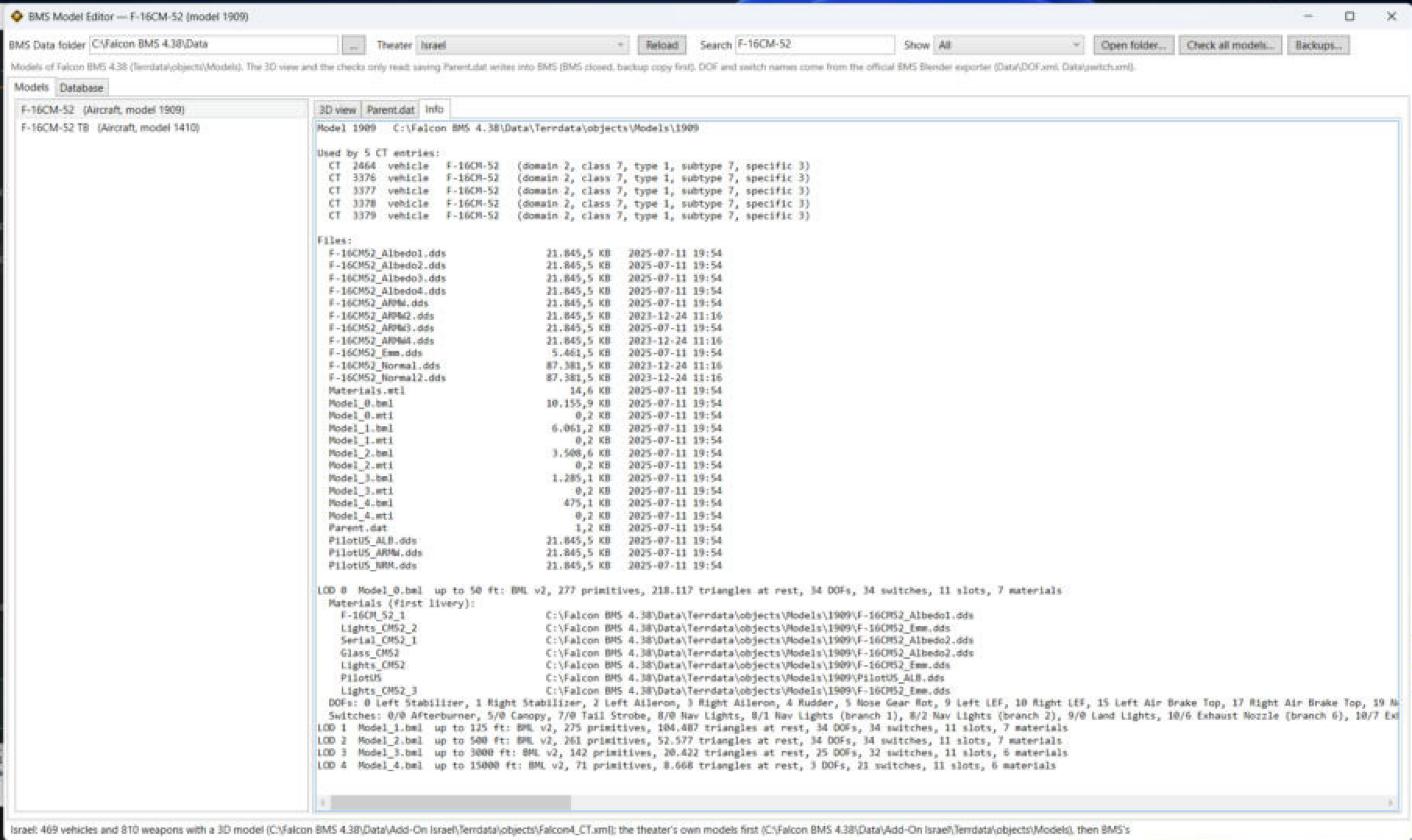 BMS Model Editor — F-16CM-52 (model 1909)
BMS Data folder C:\Falcon BMS 4.38\Data ... Theater Israel Reload Search F-16CM-52 Show All Open folder... Check all models... Backups...
Models of Falcon BMS 4.38 (Terrdata\objects\Models). The 3D view and the checks only read; saving Parent.dat writes into BMS (BMS closed, backup copy first). DOF and switch names come from the official BMS Blender exporter (Data\DOF.xml, Data\switch.xml).
Models Database
F-16CM-52 (Aircraft, model 1909)
F-16CM-52 TB (Aircraft, model 1410)
3D view Parent.dat Info
Model 1909 C:\Falcon BMS 4.38\Data\Terrdata\objects\Models\1909
Used by 5 CT entries:
CT 2464 vehicle F-16CM-52 (domain 2, class 7, type 1, subtype 7, specific 3)
CT 3376 vehicle F-16CM-52 (domain 2, class 7, type 1, subtype 7, specific 3)
CT 3377 vehicle F-16CM-52 (domain 2, class 7, type 1, subtype 7, specific 3)
CT 3378 vehicle F-16CM-52 (domain 2, class 7, type 1, subtype 7, specific 3)
CT 3379 vehicle F-16CM-52 (domain 2, class 7, type 1, subtype 7, specific 3)
Files:
F-16CM52_Albedo1.dds 21.845,5 KB 2025-07-11 19:54
F-16CM52_Albedo2.dds 21.845,5 KB 2025-07-11 19:54
F-16CM52_Albedo3.dds 21.845,5 KB 2025-07-11 19:54
F-16CM52_Albedo4.dds 21.845,5 KB 2025-07-11 19:54
F-16CM52_ARMW.dds 21.845,5 KB 2025-07-11 19:54
F-16CM52_ARMW2.dds 21.845,5 KB 2023-12-24 11:16
F-16CM52_ARMW3.dds 21.845,5 KB 2025-07-11 19:54
F-16CM52_ARMW4.dds 21.845,5 KB 2023-12-24 11:16
F-16CM52_Emm.dds 5.461,5 KB 2025-07-11 19:54
F-16CM52_Normal.dds 87.381,5 KB 2023-12-24 11:16
F-16CM52_Normal2.dds 87.381,5 KB 2023-12-24 11:16
Materials.mtl 14,6 KB 2025-07-11 19:54
Model_0.bml 10.155,9 KB 2025-07-11 19:54
Model_0.mti 0,2 KB 2025-07-11 19:54
Model_1.bml 6.061,2 KB 2025-07-11 19:54
Model_1.mti 0,2 KB 2025-07-11 19:54
Model_2.bml 3.508,6 KB 2025-07-11 19:54
Model_2.mti 0,2 KB 2025-07-11 19:54
Model_3.bml 1.285,1 KB 2025-07-11 19:54
Model_3.mti 0,2 KB 2025-07-11 19:54
Model_4.bml 475,1 KB 2025-07-11 19:54
Model_4.mti 0,2 KB 2025-07-11 19:54
Parent.dat 1,2 KB 2025-07-11 19:54
PilotUS_ALB.dds 21.845,5 KB 2025-07-11 19:54
PilotUS_ARMW.dds 21.845,5 KB 2025-07-11 19:54
PilotUS_NRM.dds 21.845,5 KB 2025-07-11 19:54
LOD 0 Model_0.bml up to 50 ft: BML v2, 277 primitives, 218.117 triangles at rest, 34 DOFs, 34 switches, 11 slots, 7 materials
Materials (first livery):
F-16CM_52_1 C:\Falcon BMS 4.38\Data\Terrdata\objects\Models\1909\F-16CM52_Albedo1.dds
Lights_CM52_2 C:\Falcon BMS 4.38\Data\Terrdata\objects\Models\1909\F-16CM52_Emm.dds
Serial_CM52_1 C:\Falcon BMS 4.38\Data\Terrdata\objects\Models\1909\F-16CM52_Albedo2.dds
Glass_CM52 C:\Falcon BMS 4.38\Data\Terrdata\objects\Models\1909\F-16CM52_Albedo2.dds
Lights_CM52 C:\Falcon BMS 4.38\Data\Terrdata\objects\Models\1909\F-16CM52_Emm.dds
PilotUS C:\Falcon BMS 4.38\Data\Terrdata\objects\Models\1909\PilotUS_ALB.dds
Lights_CM52_3 C:\Falcon BMS 4.38\Data\Terrdata\objects\Models\1909\F-16CM52_Emm.dds
DOFs: 0 Left Stabilizer, 1 Right Stabilizer, 2 Left Aileron, 3 Right Aileron, 4 Rudder, 5 Nose Gear Rot, 9 Left LEF, 10 Right LEF, 15 Left Air Brake Top, 17 Right Air Brake Top, 19
Switches: 0/0 Afterburner, 5/0 Canopy, 7/0 Tail Strobe, 8/0 Nav Lights, 8/1 Nav Lights (branch 1), 8/2 Nav Lights (branch 2), 9/0 Land Lights, 10/6 Exhaust Nozzle (branch 6), 10/7
LOD 1 Model_1.bml up to 125 ft: BML v2, 275 primitives, 104.487 triangles at rest, 34 DOFs, 34 switches, 11 slots, 7 materials
LOD 2 Model_2.bml up to 500 ft: BML v2, 261 primitives, 52.577 triangles at rest, 34 DOFs, 34 switches, 11 slots, 7 materials
LOD 3 Model_3.bml up to 3000 ft: BML v2, 142 primitives, 20.422 triangles at rest, 25 DOFs, 32 switches, 11 slots, 6 materials
LOD 4 Model_4.bml up to 15000 ft: BML v2, 71 primitives, 8.668 triangles at rest, 3 DOFs, 21 switches, 11 slots, 6 materials
Israel: 469 vehicles and 810 weapons with a 3D model (C:\Falcon BMS 4.38\Data\Add-On Israel\Terrdata\objects\Falcon4_CT.xml); the theater's own models first (C:\Falcon BMS 4.38\Data\Add-On Israel\Terrdata\objects\Models), then BMS's